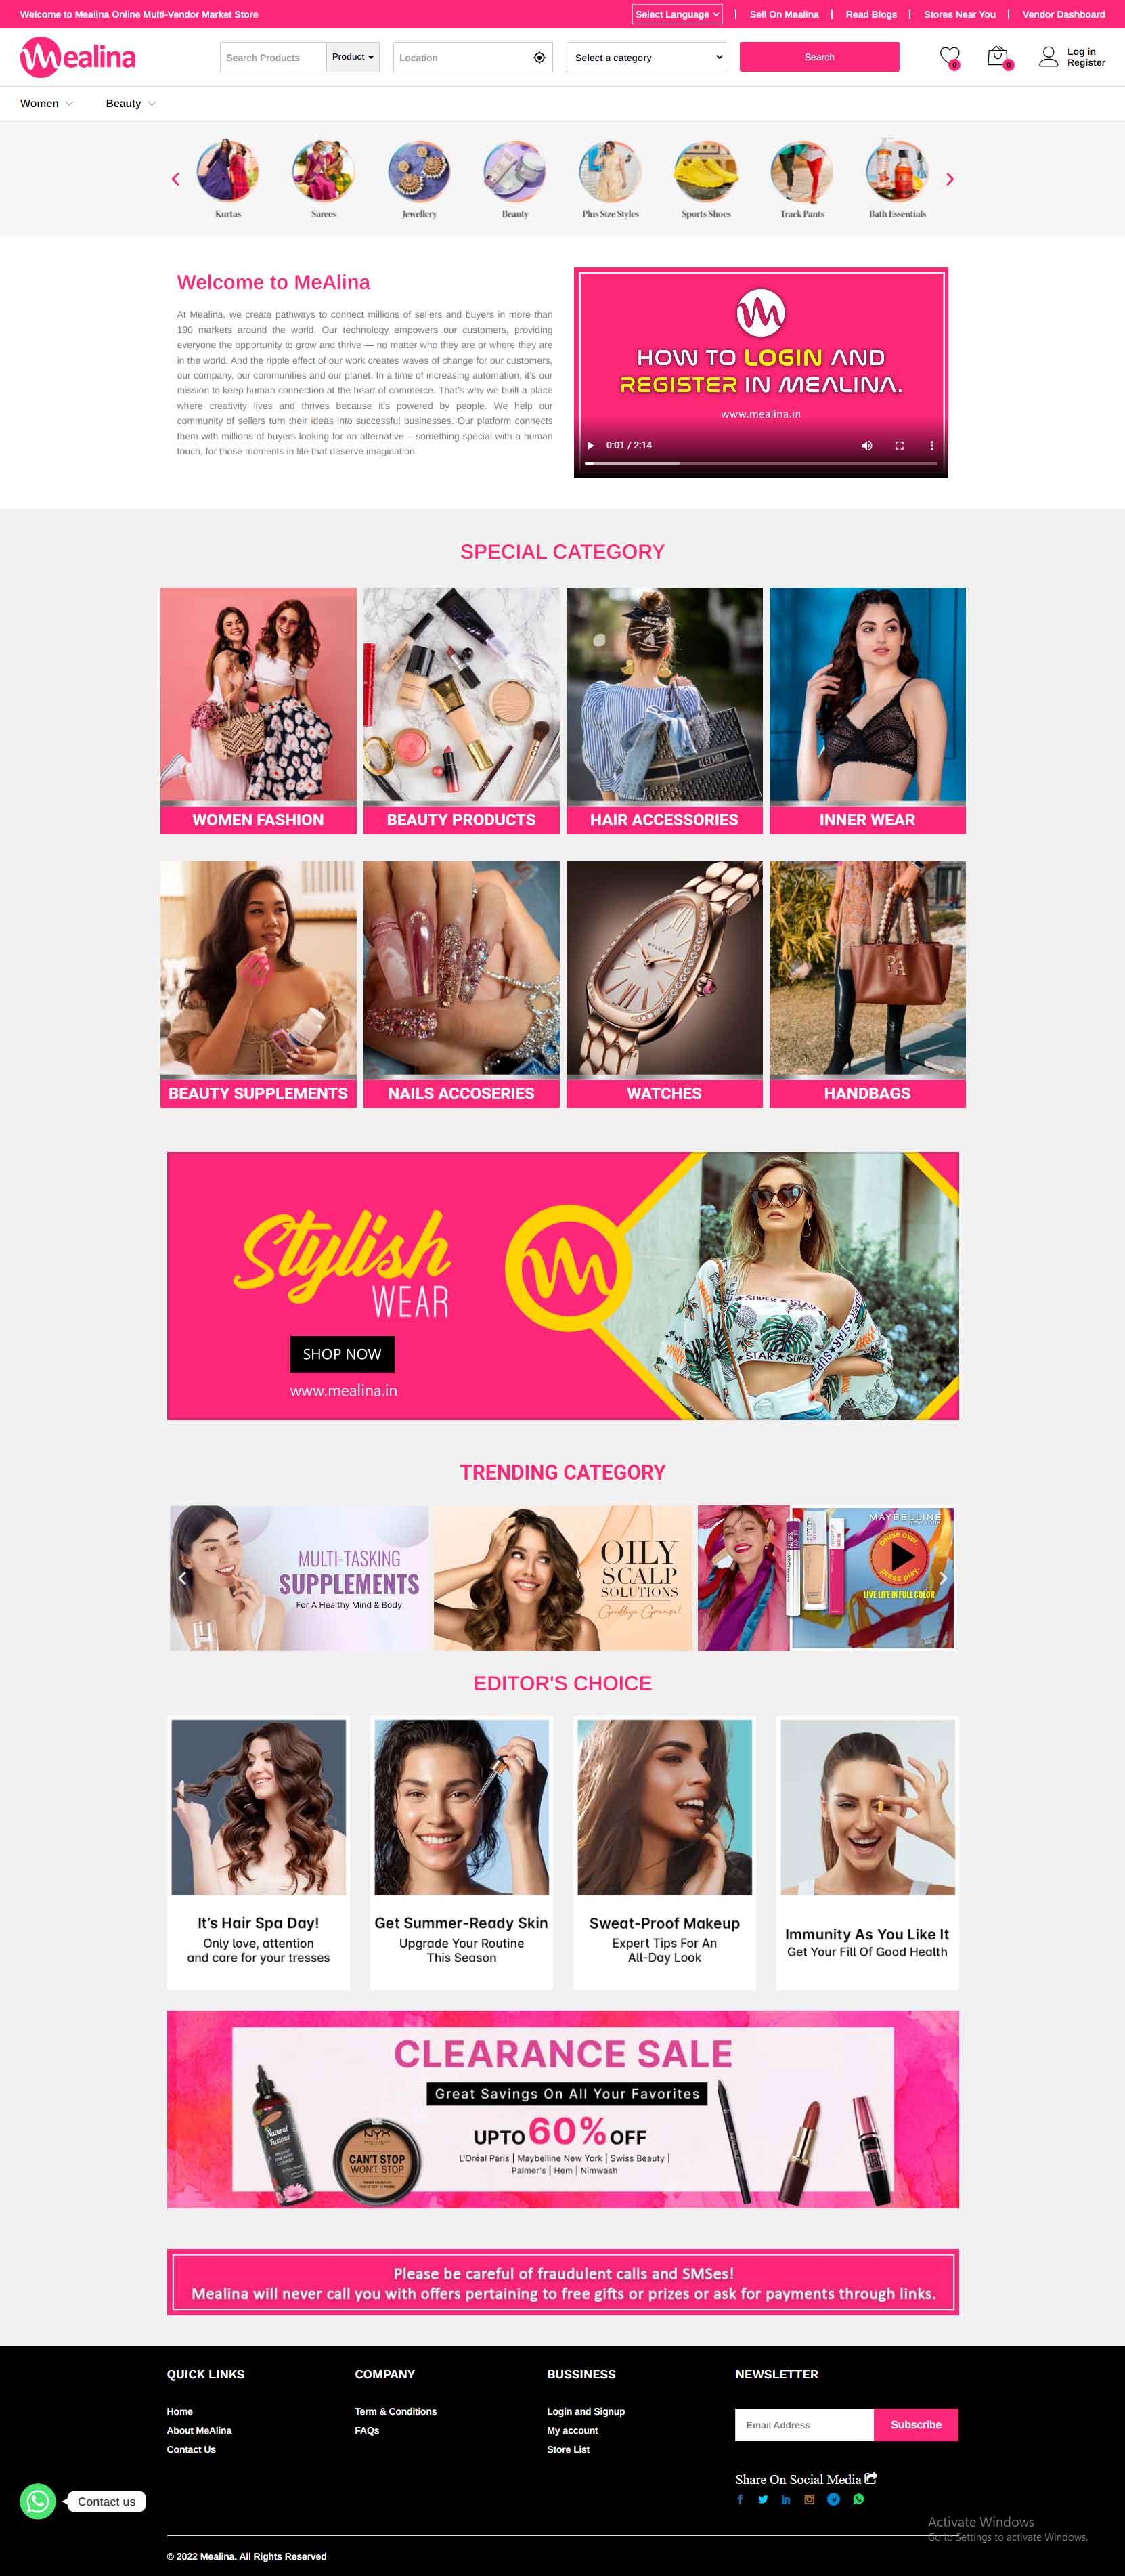 Welcome to Mealina Online Multi-Vendor Market Store
Select Language
Sell On Mealina
Read Blogs
Stores Near You
Vendor Dashboard
Mealina
Search Products
Product
Location
Select a category
Search
0
0
Log in
Register
Women
Beauty
Kurtas
Sarees
Jewellery
Beauty
Plus Size Styles
Sports Shoes
Track Pants
Bath Essentials
Welcome to MeAlina
At Mealina, we create pathways to connect millions of sellers and buyers in more than
190 markets around the world. Our technology empowers our customers, providing
everyone the opportunity to grow and thrive — no matter who they are or where they are
in the world. And the ripple effect of our work creates waves of change for our customers,
our company, our communities and our planet. In a time of increasing automation, it's our
mission to keep human connection at the heart of commerce. That's why we built a place
where creativity lives and thrives because it's powered by people. We help our
community of sellers turn their ideas into successful businesses. Our platform connects
them with millions of buyers looking for an alternative – something special with a human
touch, for those moments in life that deserve imagination.
HOW TO LOGIN AND
REGISTER IN MEALINA.
www.mealina.in
0:01 / 2:14
SPECIAL CATEGORY
ALEXANDRA
WOMEN FASHION
BEAUTY PRODUCTS
HAIR ACCESSORIES
INNER WEAR
BVLGARI
PA
BEAUTY SUPPLEMENTS
NAILS ACCOSERIES
WATCHES
HANDBAGS
Stylish
WEAR
SHOP NOW
www.mealina.in
SUPER★STAR
★STAR★SUPER
SUPER★STAR★SUPER
TRENDING CATEGORY
MULTI-TASKING
SUPPLEMENTS
For A Healthy Mind & Body
OILY
SCALP
SOLUTIONS
Goodbye Grease!
MAYBELLINE
NEW YORK
pause over,
press play.
LIVE LIFE IN FULL COLOR
EDITOR'S CHOICE
It's Hair Spa Day!
Only love, attention
and care for your tresses
Get Summer-Ready Skin
Upgrade Your Routine
This Season
Sweat-Proof Makeup
Expert Tips For An
All-Day Look
Immunity As You Like It
Get Your Fill Of Good Health
CLEARANCE SALE
Great Savings On All Your Favorites
UPTO 60% OFF
L'Oréal Paris | Maybelline New York | Swiss Beauty |
Palmer's | Hem | Nimwash
Natural
Fusions
NYX
CAN'T STOP
WON'T STOP
Please be careful of fraudulent calls and SMSes!
Mealina will never call you with offers pertaining to free gifts or prizes or ask for payments through links.
QUICK LINKS
Home
About MeAlina
Contact Us
COMPANY
Term & Conditions
FAQs
BUSSINESS
Login and Signup
My account
Store List
NEWSLETTER
Email Address
Subscribe
Share On Social Media
Contact us
Activate Windows
Go to Settings to activate Windows.
© 2022 Mealina. All Rights Reserved